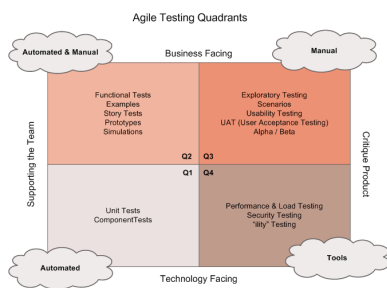 Agile Testing Quadrants
Automated & Manual
Business Facing
Manual
Functional Tests
Examples
Story Tests
Prototypes
Simulations
Exploratory Testing
Scenarios
Usability Testing
UAT (User Acceptance Testing)
Alpha / Beta
Supporting the Team
Q2
Q3
Critique Product
Q1
Q4
Unit Tests
ComponentTests
Performance & Load Testing
Security Testing
"ility" Testing
Automated
Technology Facing
Tools